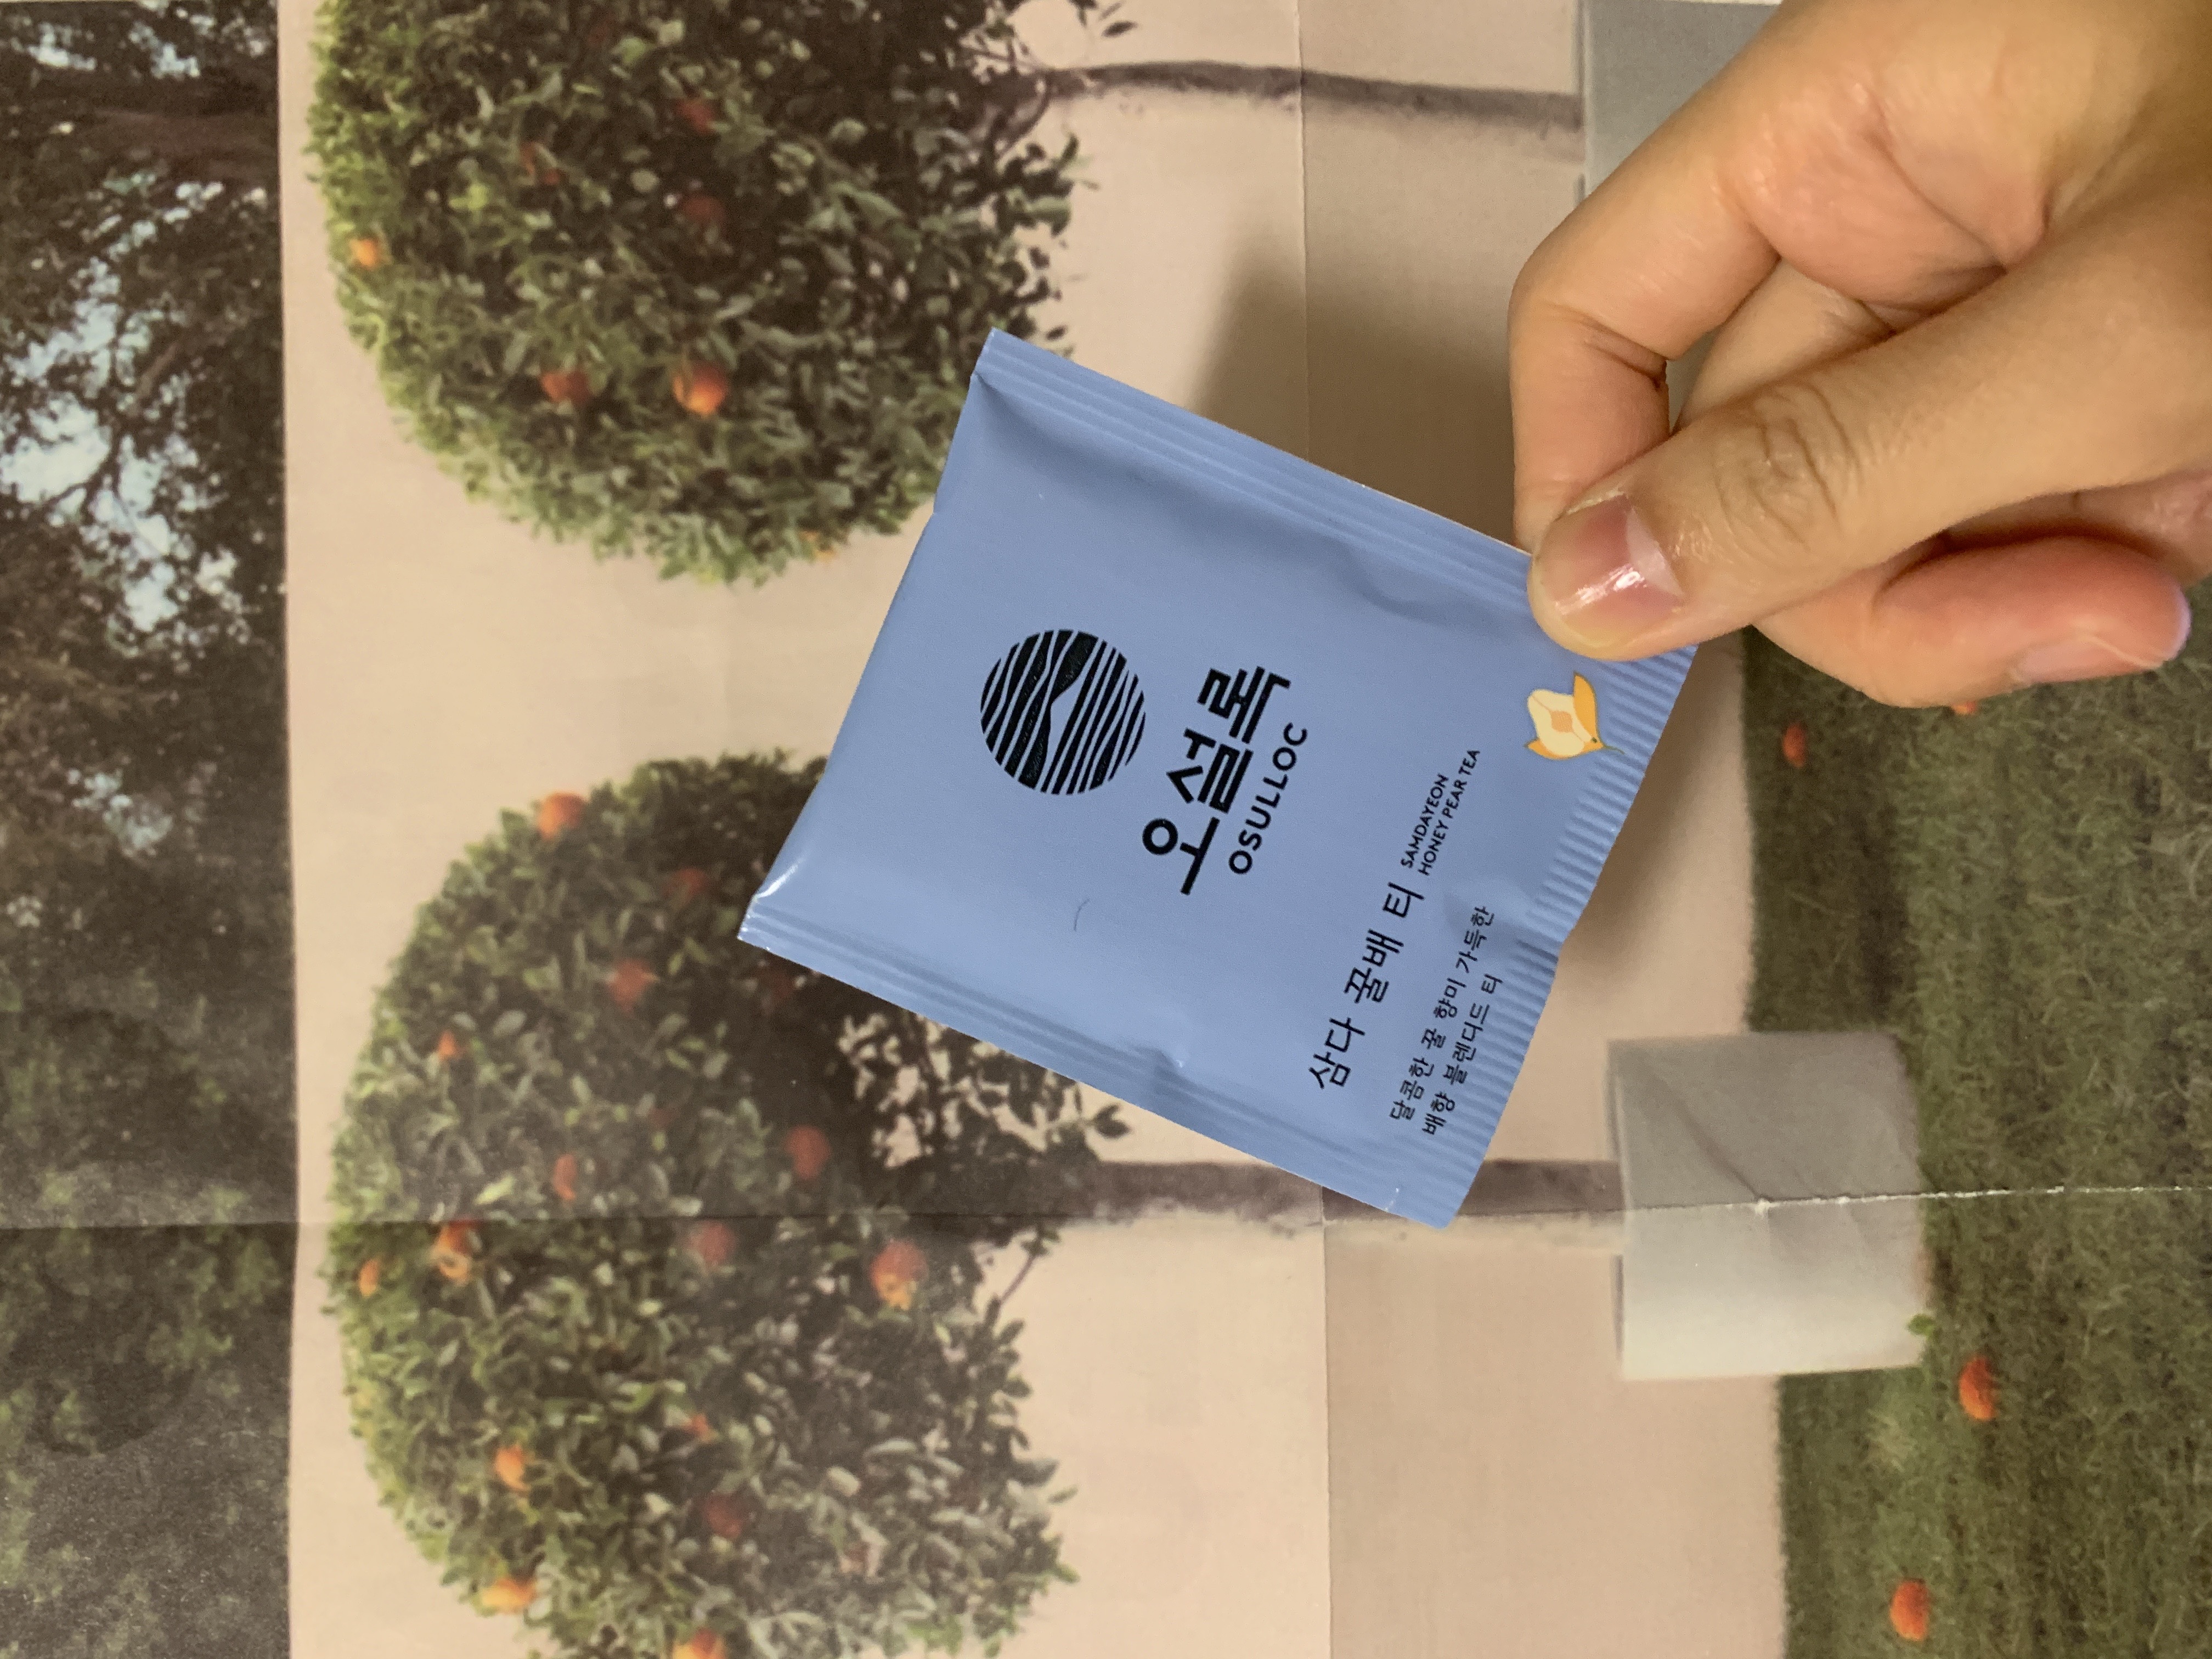 오설록
OSULLOC
삼다 꿀배 티
SAMDAYEON
HONEY PEAR TEA
달콤한 꿀 향미 가득한
배향 블렌디드 티